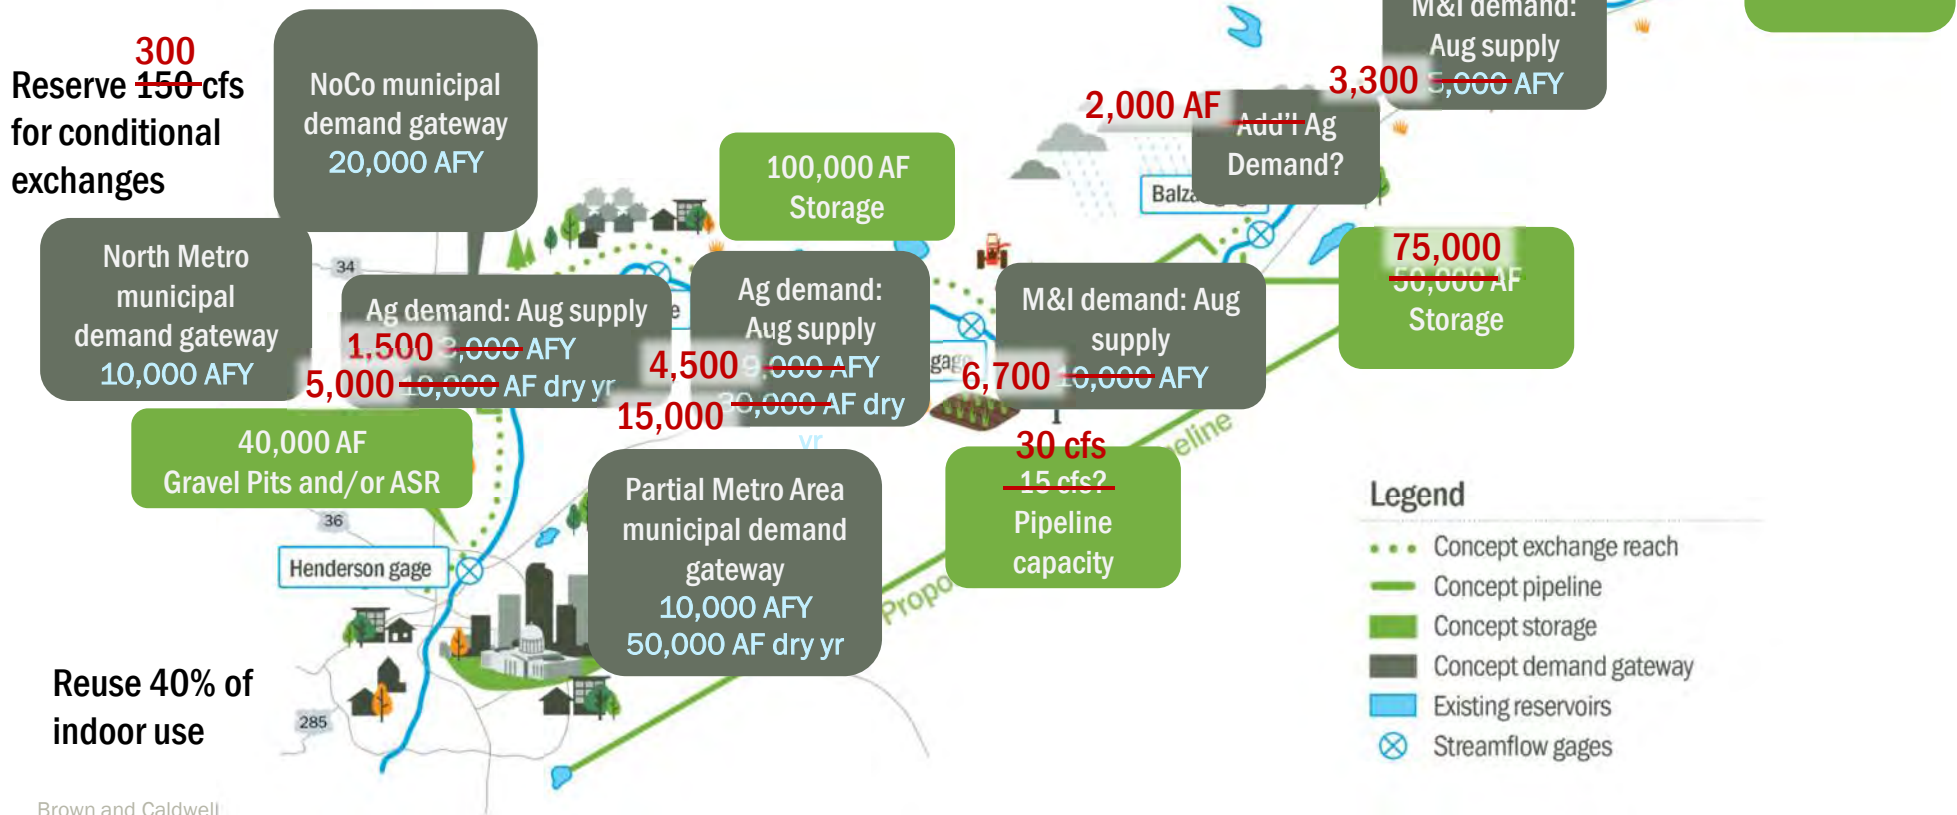 300
Reserve 150 cfs
for conditional
exchanges
NoCo municipal
demand gateway
20,000 AFY
North Metro
municipal
demand gateway
10,000 AFY
34
Ag demand: Aug supply
1,500 3,000 AFY
5,000 10,000 AF dry yr
40,000 AF
Gravel Pits and/or ASR
36
Henderson gage
Reuse 40% of
indoor use
285
Brown and Caldwell
100,000 AF
Storage
Ag demand:
Aug supply
4,500 9,000 AFY
15,000 30,000 AF dry
yr
Partial Metro Area
municipal demand
gateway
10,000 AFY
50,000 AF dry yr
M&I demand: Aug
supply
6,700 10,000 AFY
30 cfs
15 cfs?
Pipeline
capacity
2,000 AF
Add'l Ag
Demand?
M&I demand:
Aug supply
3,300 5,000 AFY
75,000
50,000 AF
Storage
Legend
Concept exchange reach
Concept pipeline
Concept storage
Concept demand gateway
Existing reservoirs
Streamflow gages